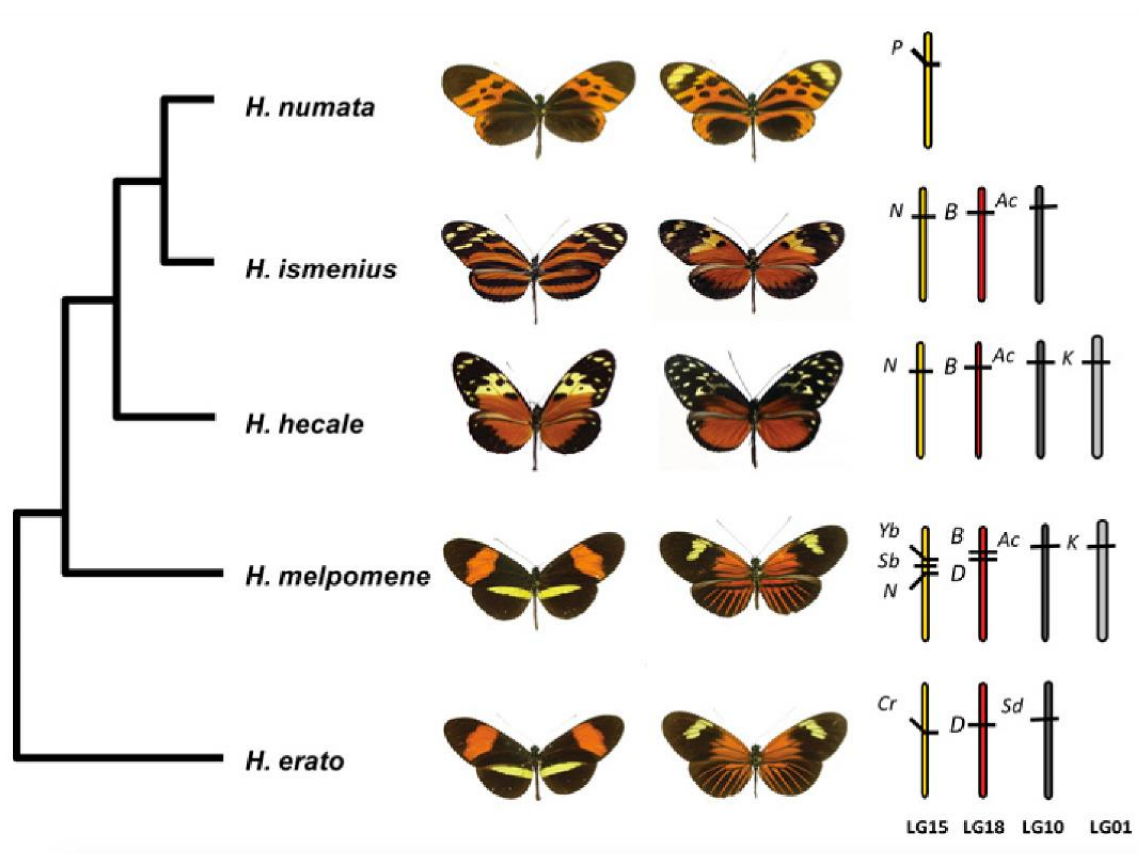 P
H. numata
N B Ac
H. ismenius
N B Ac K
H. hecale
Yb B Ac K
Sb
D
N
H. melpomene
Cr D Sd
H. erato
LG15 LG18 LG10 LG01